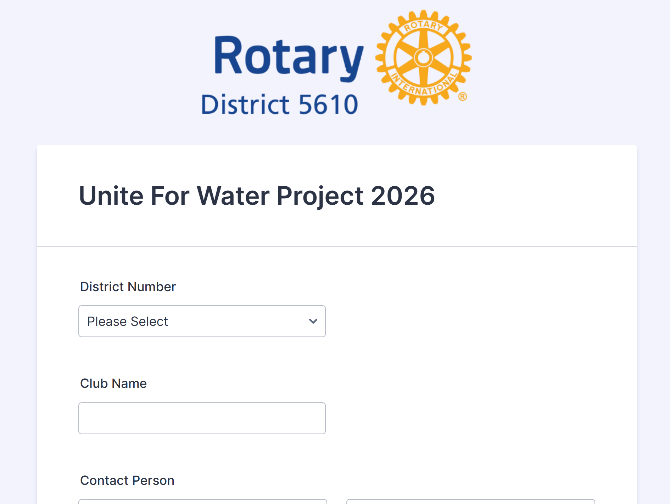 Rotary
District 5610
ROTARY
INTERNATIONAL
®
Unite For Water Project 2026
District Number
Please Select
Club Name
Contact Person